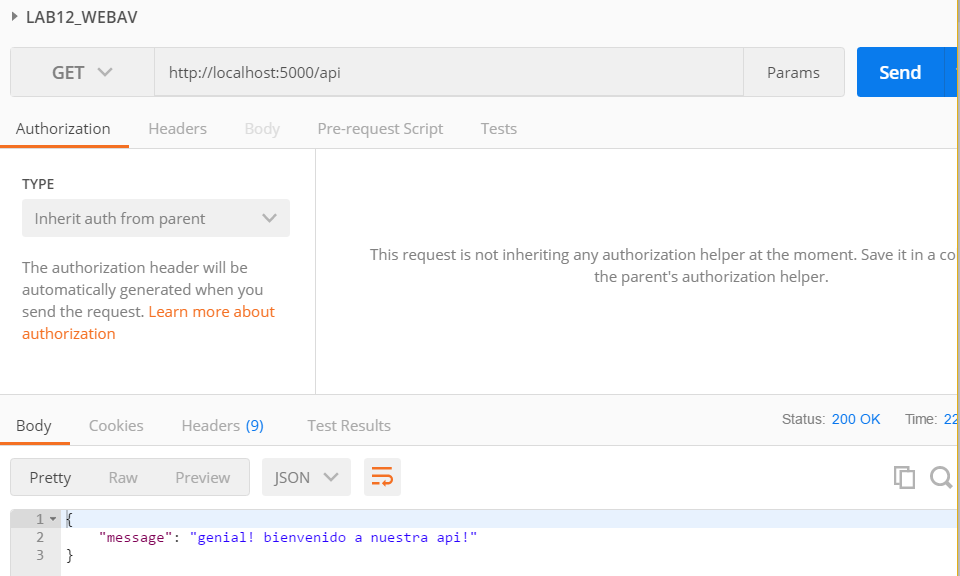 LAB12_WEBAV
GET http://localhost:5000/api Params Send
Authorization Headers Body Pre-request Script Tests
TYPE
Inherit auth from parent
The authorization header will be
automatically generated when you
send the request. Learn more about
authorization
This request is not inheriting any authorization helper at the moment. Save it in a co
the parent's authorization helper.
Body Cookies Headers (9) Test Results Status: 200 OK Time: 22
Pretty Raw Preview JSON
1 {
2 "message": "genial! bienvenido a nuestra api!"
3 }